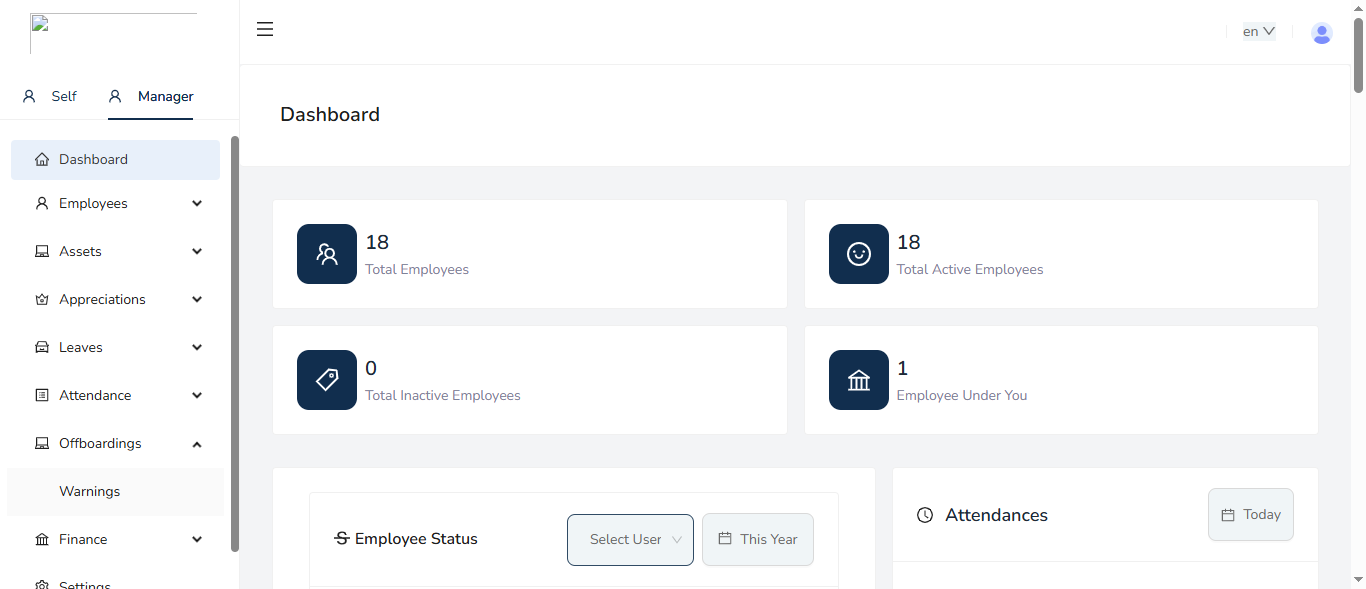 en
Self
Manager
Dashboard
Dashboard
Employees
Assets
Appreciations
Leaves
Attendance
Offboardings
Warnings
Finance
Settings
18
Total Employees
18
Total Active Employees
0
Total Inactive Employees
1
Employee Under You
Employee Status
Select User
This Year
Attendances
Today